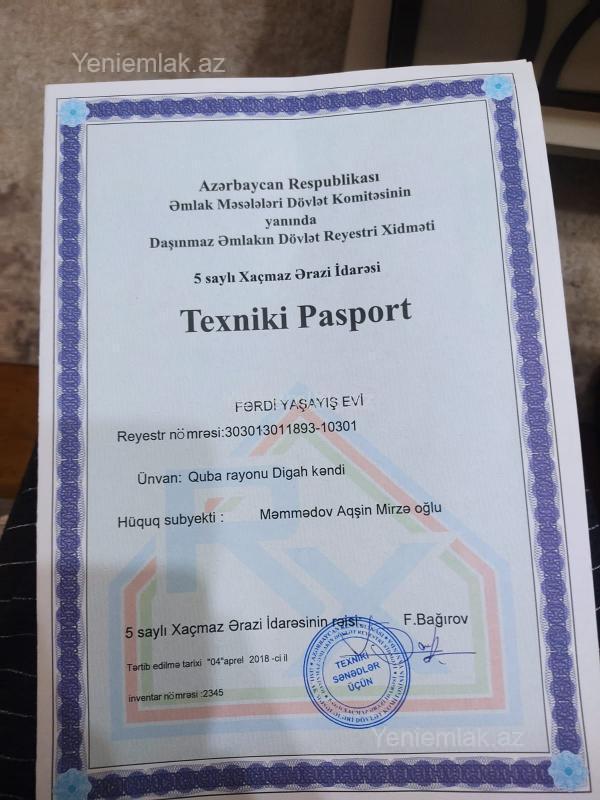 Yeniemlak.az
Azərbaycan Respublikası
Əmlak Məsələləri Dövlət Komitəsinin
yanında
Daşınmaz Əmlakın Dövlət Reyestri Xidməti
5 saylı Xaçmaz Ərazi İdarəsi
Texniki Pasport
FƏRDİ YAŞAYIŞ EVİ
Reyestr nömrəsi:303013011893-10301
Ünvan: Quba rayonu Digah kəndi
Hüquq subyekti : Məmmədov Aqşin Mirzə oğlu
5 saylı Xaçmaz Ərazi İdarəsinin rəisi: F.Bağırov
Tərtib edilmə tarixi "04"aprel 2018 -ci il
TEXNİKİ
SƏNƏDLƏR
ÜÇÜN
inventar nömrəsi :2345
Yeniemlak.az